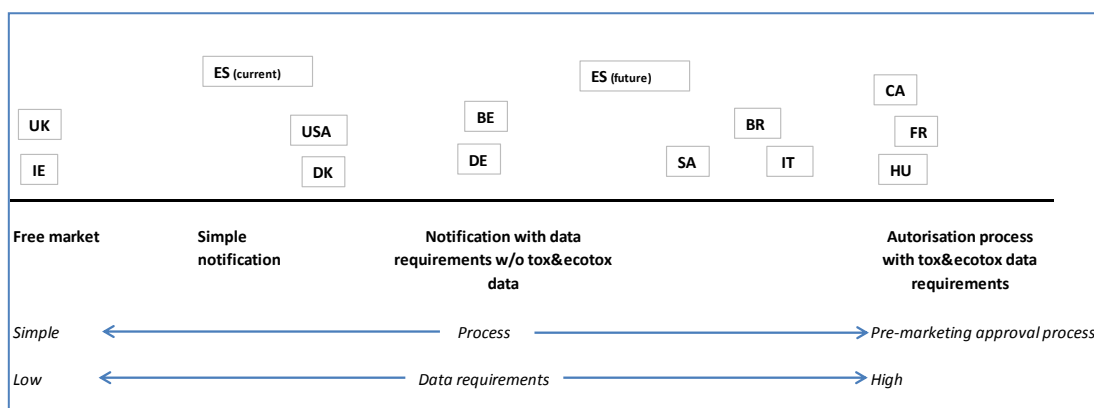 ES (current)
ES (future)
CA
UK
USA
BE
BR
FR
IE
DK
DE
SA
IT
HU
Free market
Simple
notification
Notification with data
requirements w/o tox&ecotox
data
Autorisation process
with tox&ecotox data
requirements
Simple
Process
Pre-marketing approval process
Low
Data requirements
High